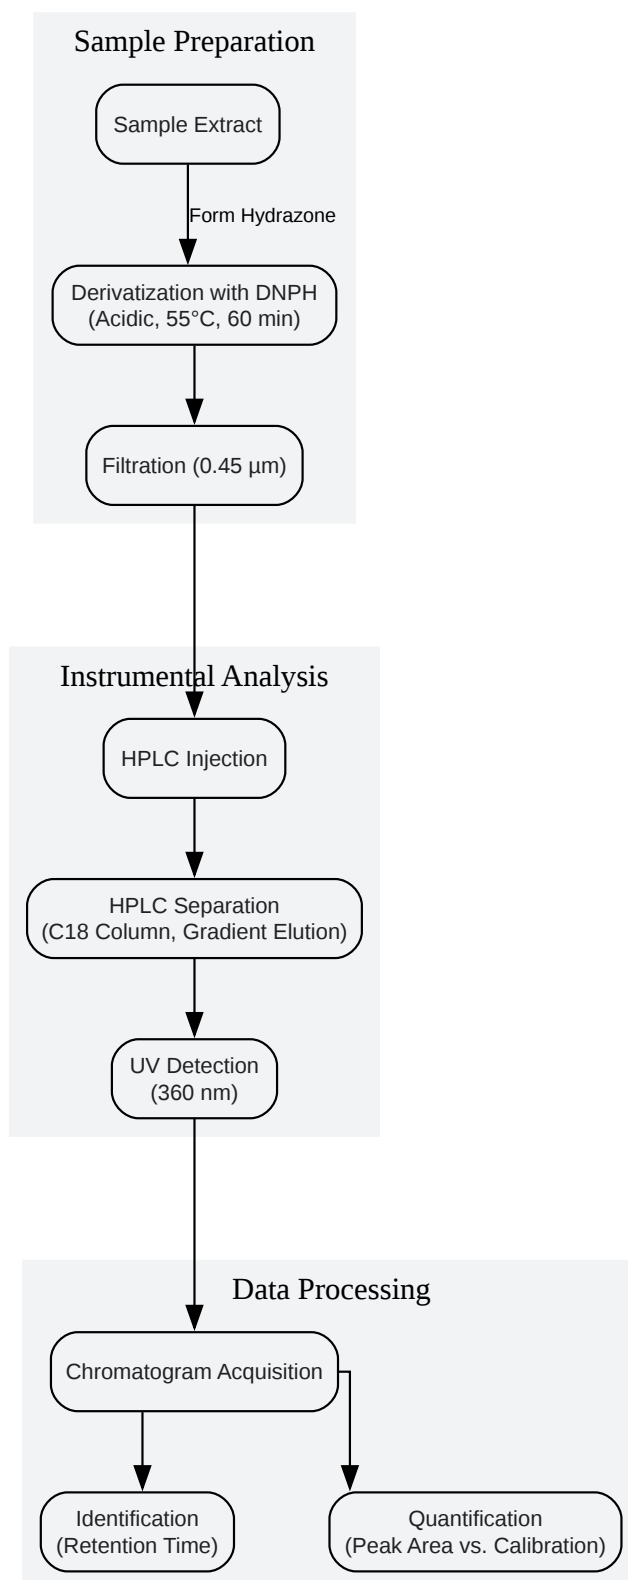 Sample Preparation
Sample Extract
Form Hydrazone
Derivatization with DNPH
(Acidic, 55°C, 60 min)
Filtration (0.45 µm)
Instrumental Analysis
HPLC Injection
HPLC Separation
(C18 Column, Gradient Elution)
UV Detection
(360 nm)
Data Processing
Chromatogram Acquisition
Identification
(Retention Time)
Quantification
(Peak Area vs. Calibration)